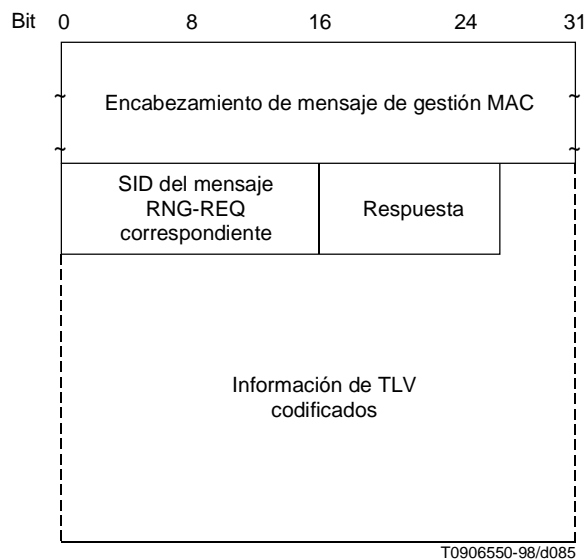 Bit 0 8 16 24 31
Encabezamiento de mensaje de gestión MAC
~ ~
~ ~
SID del mensaje
RNG-REQ
correspondiente
Respuesta
Información de TLV
codificados
T0906550-98/d085